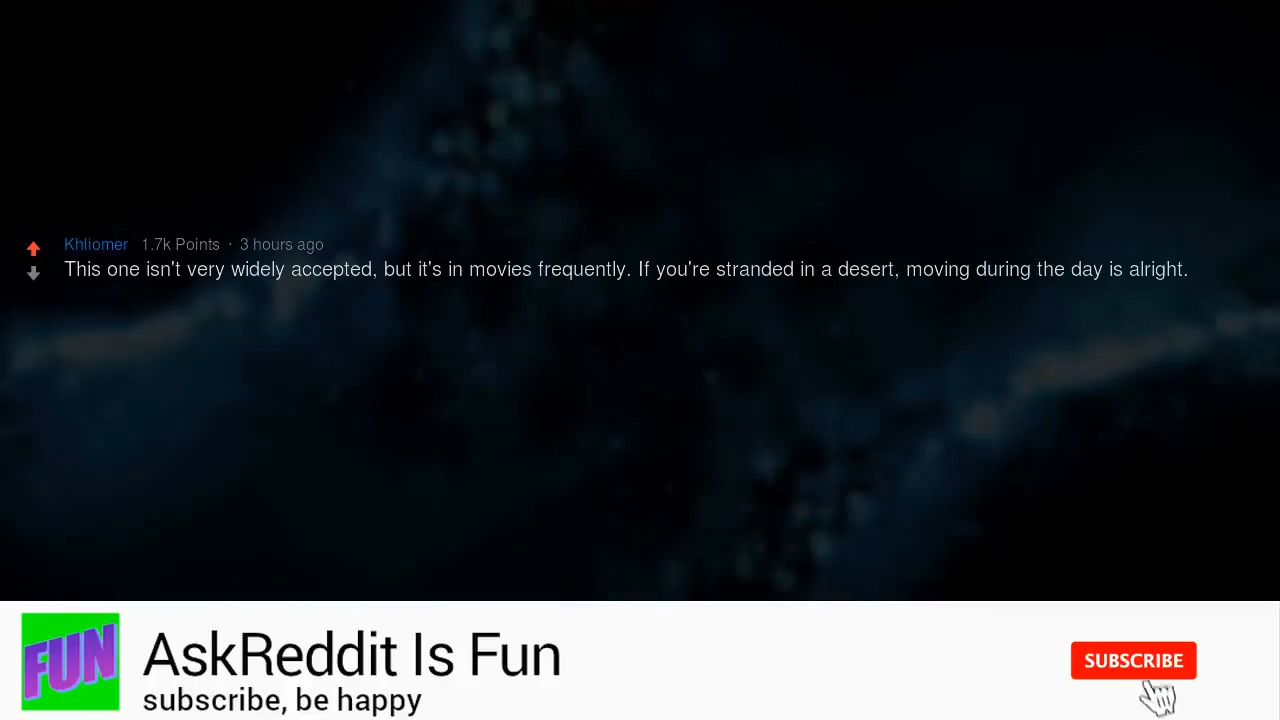 Khliomer 1.7k Points · 3 hours ago
This one isn't very widely accepted, but it's in movies frequently. If you're stranded in a desert, moving during the day is alright.
FUN
AskReddit Is Fun
SUBSCRIBE
subscribe, be happy